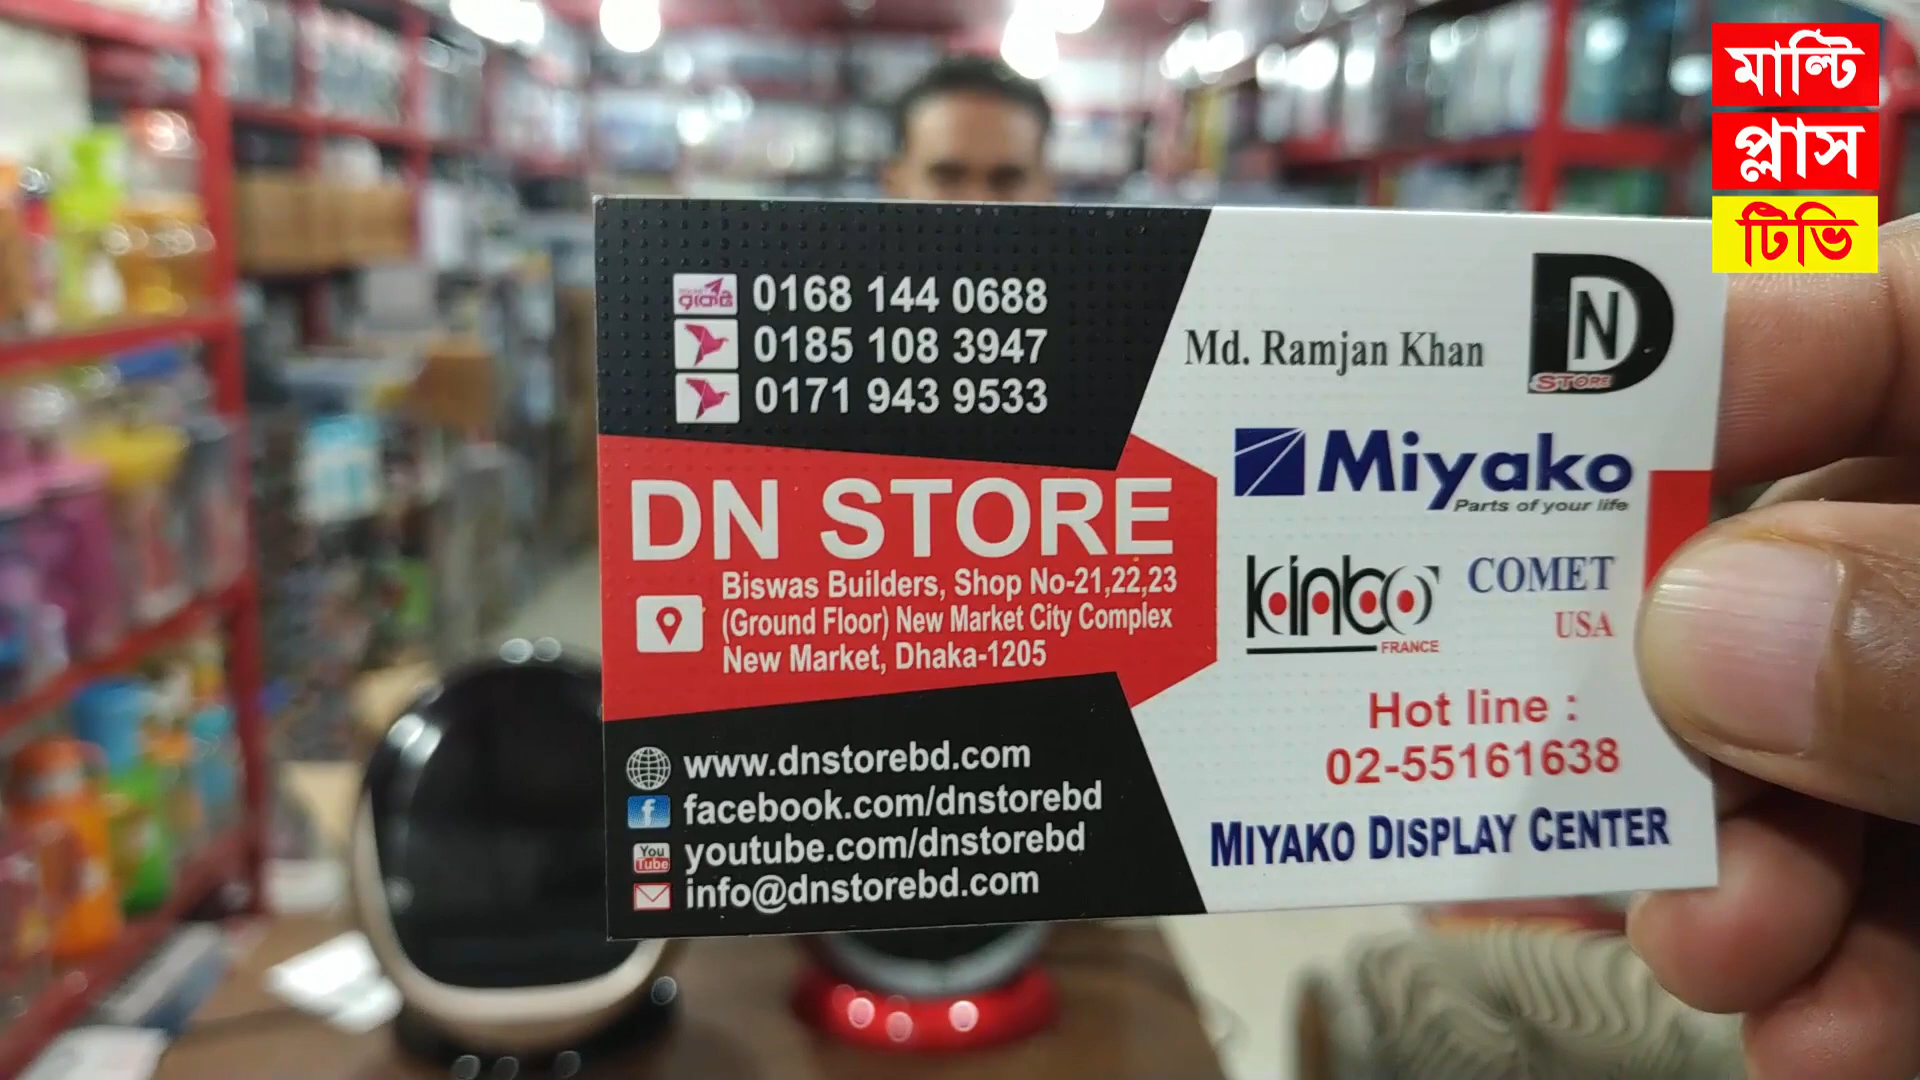 মাল্টি
প্লাস
টিভি
রকেট 0168 144 0688
0185 108 3947
0171 943 9533
DN STORE
Biswas Builders, Shop No-21,22,23
(Ground Floor) New Market City Complex
New Market, Dhaka-1205
www.dnstorebd.com
f facebook.com/dnstorebd
You Tube youtube.com/dnstorebd
info@dnstorebd.com
Md. Ramjan Khan
DN
STORE
Miyako
Parts of your life
kinbo
FRANCE
COMET
USA
Hot line :
02-55161638
MIYAKO DISPLAY CENTER